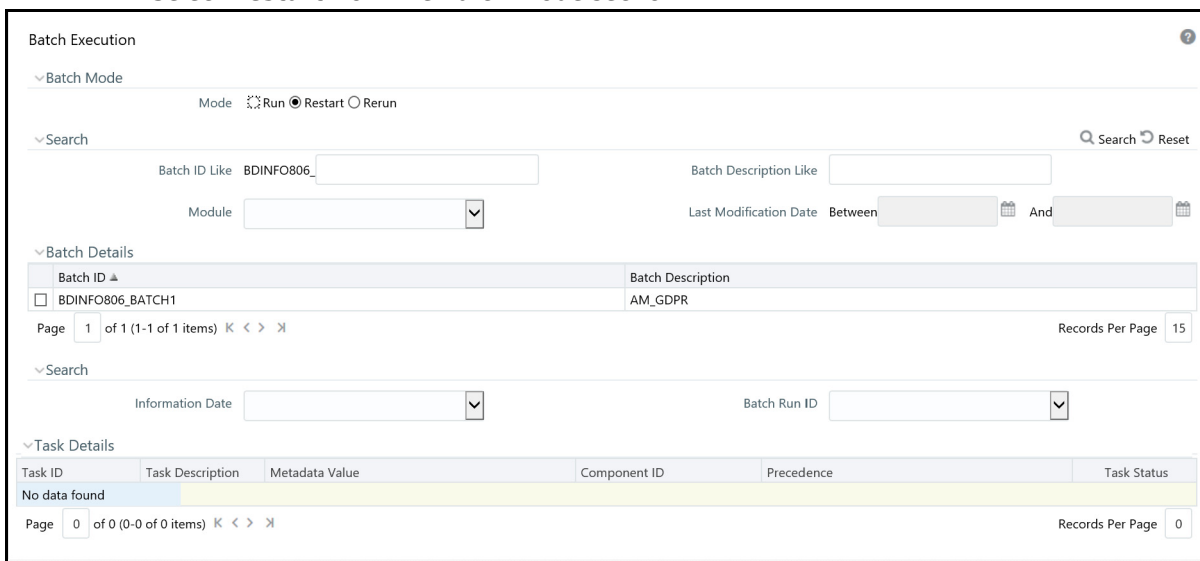 Batch Execution
Batch Mode
Mode Run Restart Rerun
Search Search Reset
Batch ID Like BDINFO806_ Batch Description Like
Module Last Modification Date Between And
Batch Details
Batch ID Batch Description
BDINFO806_BATCH1 AM_GDPR
Page 1 of 1 (1-1 of 1 items) Records Per Page 15
Search
Information Date Batch Run ID
Task Details
Task ID Task Description Metadata Value Component ID Precedence Task Status
No data found
Page 0 of 0 (0-0 of 0 items) Records Per Page 0